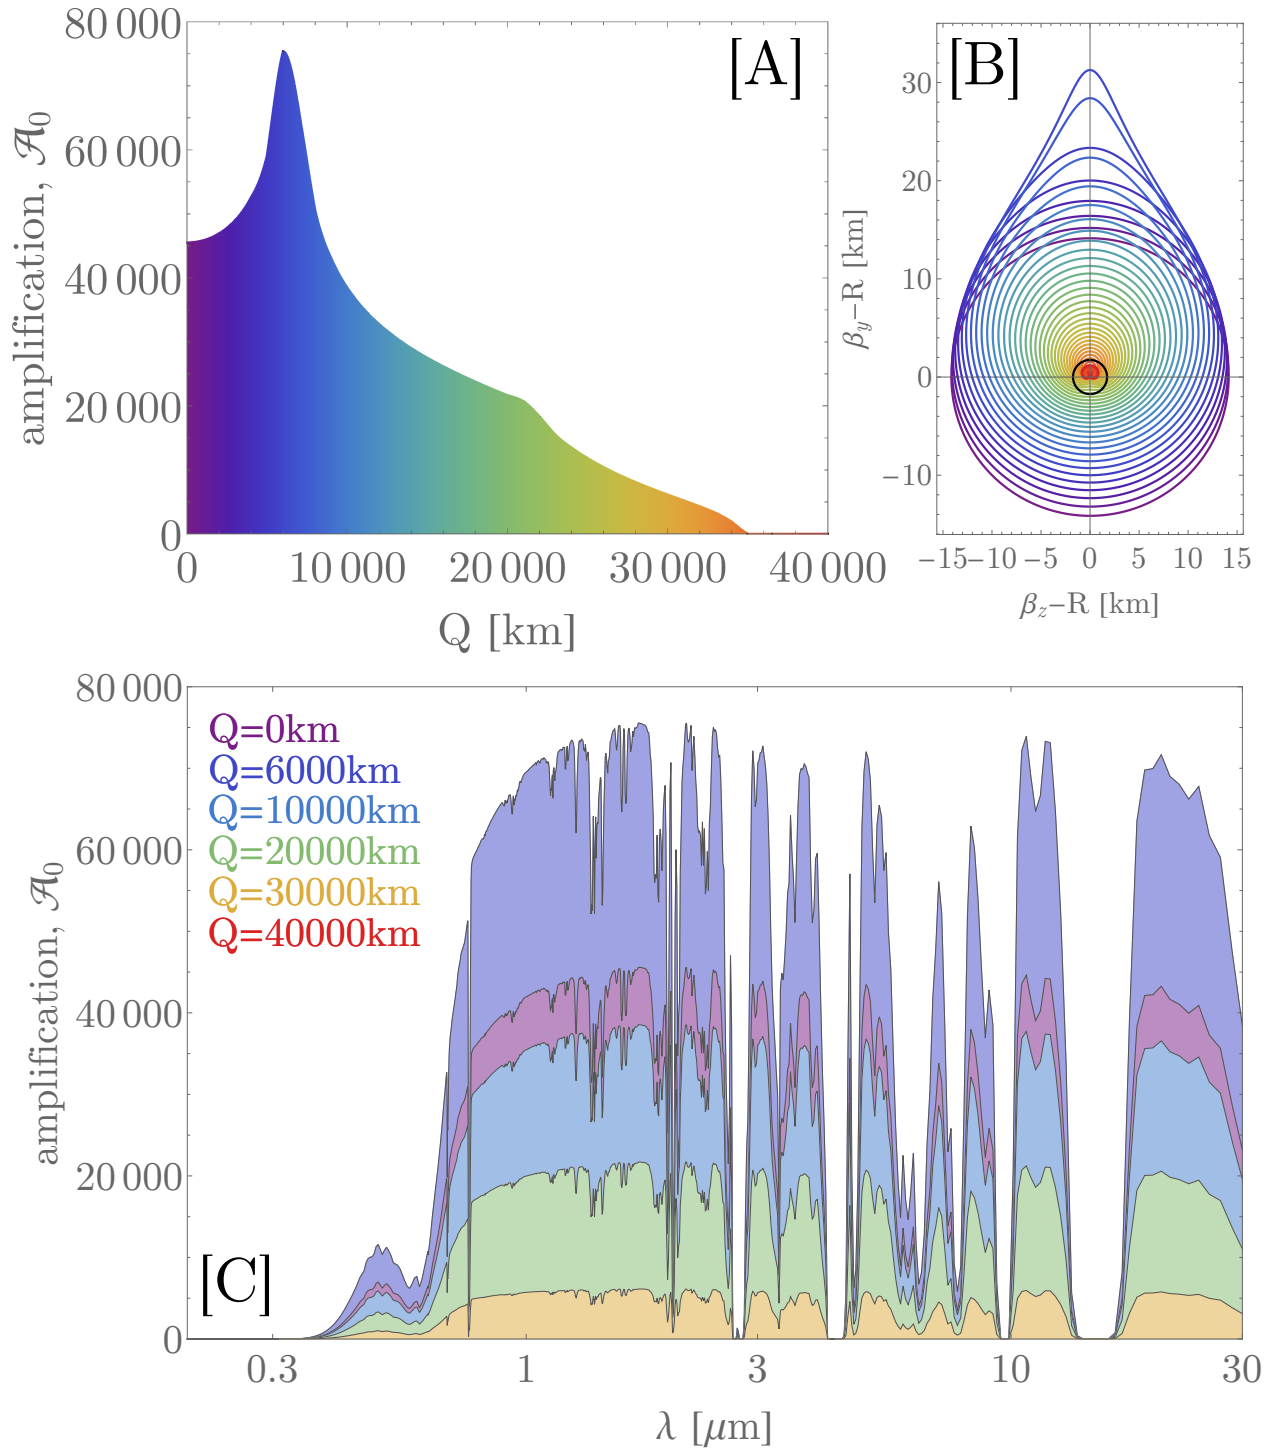 80 000
60 000
40 000
20 000
0
amplification, 𝒜₀
[A]
0 10 000 20 000 30 000 40 000
Q [km]
[B]
30
20
10
0
−10
β_y−R [km]
−15 −10 −5 0 5 10 15
β_z−R [km]
80 000
60 000
40 000
20 000
0
amplification, 𝒜₀
Q=0km
Q=6000km
Q=10000km
Q=20000km
Q=30000km
Q=40000km
[C]
0.3 1 3 10 30
λ [μm]